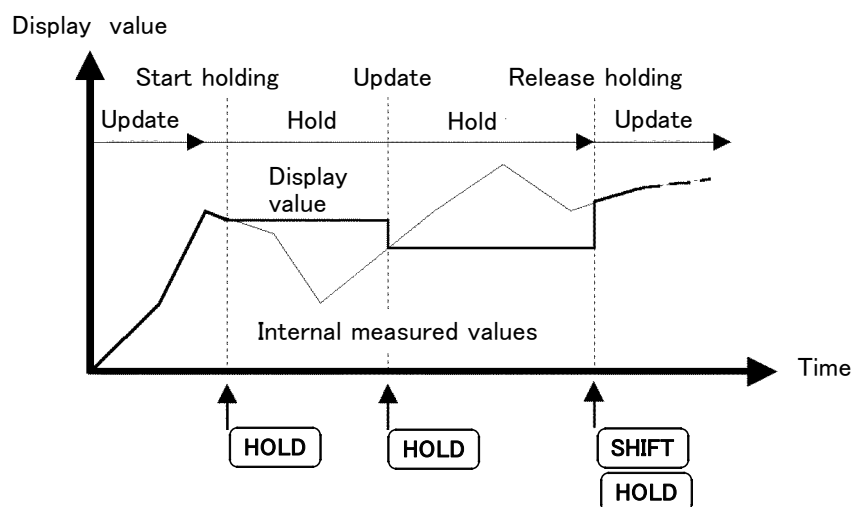 Display value
Start holding
Update
Release holding
Update
Hold
Hold
Update
Display
value
Internal measured values
Time
HOLD
HOLD
SHIFT
HOLD